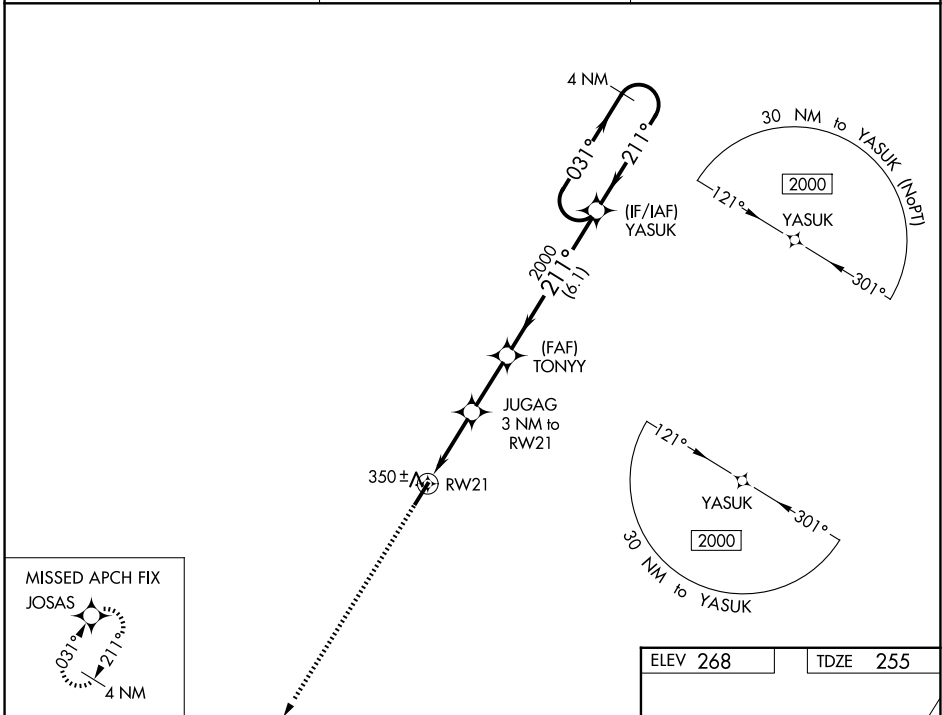 4 NM
031°
211°
(IF/IAF)
YASUK
2000
211°
(6.1)
(FAF)
TONYY
JUGAG
3 NM to
RW21
350 ±
RW21
30 NM to YASUK (NoPT)
2000
121°
YASUK
301°
121°
YASUK
301°
2000
30 NM to YASUK
MISSED APCH FIX
JOSAS
031°
211°
4 NM
ELEV 268
TDZE 255